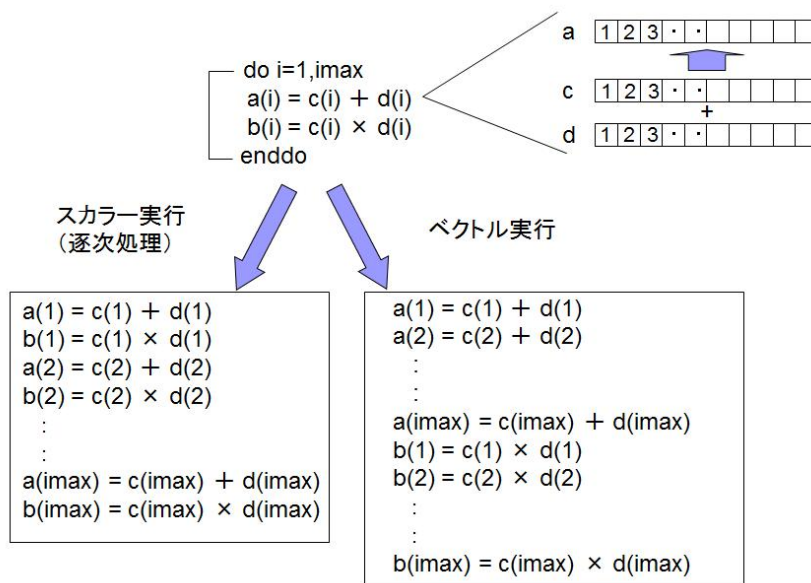 a 1 2 3 ・ ・
do i=1,imax
a(i) = c(i) ＋ d(i)
b(i) = c(i) × d(i)
enddo
c 1 2 3 ・ ・
+
d 1 2 3 ・ ・
スカラー実行
（逐次処理）
ベクトル実行
a(1) = c(1) ＋ d(1)
b(1) = c(1) × d(1)
a(2) = c(2) ＋ d(2)
b(2) = c(2) × d(2)
：
：
a(imax) = c(imax) ＋ d(imax)
b(imax) = c(imax) × d(imax)
a(1) = c(1) ＋ d(1)
a(2) = c(2) ＋ d(2)
：
：
a(imax) = c(imax) ＋ d(imax)
b(1) = c(1) × d(1)
b(2) = c(2) × d(2)
：
：
b(imax) = c(imax) × d(imax)